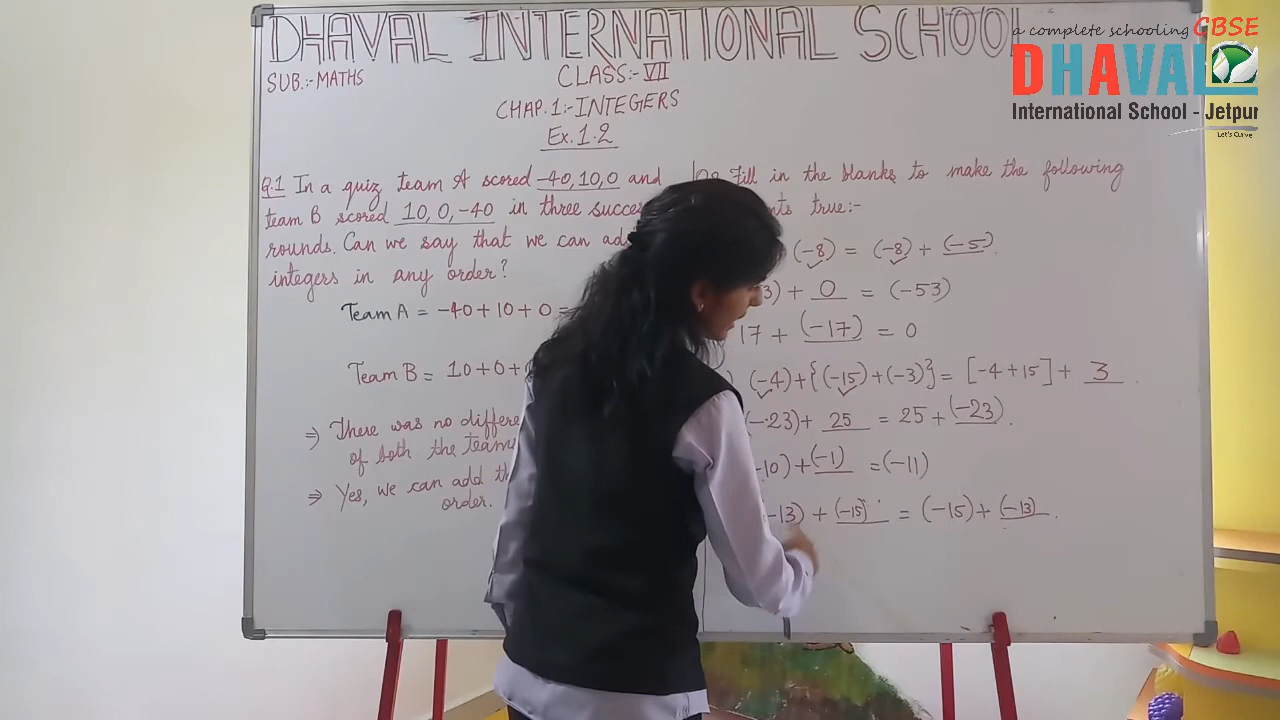 DHAVAL INTERNATIONAL SCHOOL
a complete schooling CBSE
DHAVAL
International School - Jetpur
Let's Curve
SUB.:- MATHS
CLASS:- VII
CHAP. 1:- INTEGERS
Ex. 1.2
Q.1 In a quiz team A scored -40, 10, 0 and
team B scored 10, 0, -40 in three succes
rounds. Can we say that we can ad
integers in any order?
Team A = -40 + 10 + 0 =
Team B = 10 + 0 +
⇒ There was no differe
of both the team
⇒ Yes, we can add th
order.
Fill in the blanks to make the following
nts true:-
(-8) = (-8) + (-5)
3) + 0 = (-53)
17 + (-17) = 0
(-4) + {(-15) + (-3)} = [-4 + 15] + 3 .
(-23) + 25 = 25 + (-23).
-10) + (-1) = (-11)
-13) + (-15) = (-15) + (-13) .